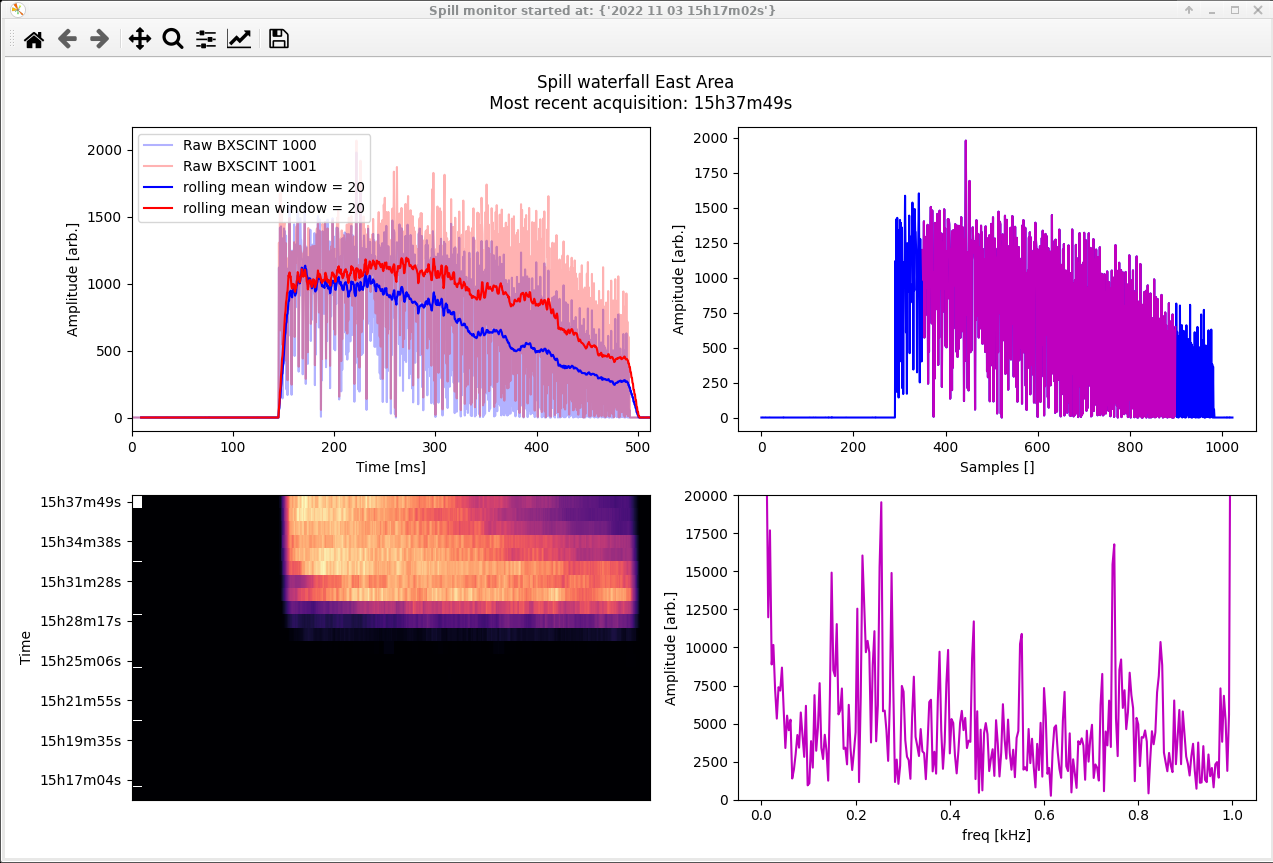 Spill monitor started at: {'2022 11 03 15h17m02s'}
Spill waterfall East Area
Most recent acquisition: 15h37m49s
Raw BXSCINT 1000
Raw BXSCINT 1001
rolling mean window = 20
rolling mean window = 20
Amplitude [arb.]
2000
1500
1000
500
0
0 100 200 300 400 500
Time [ms]
Ampitude [arb.]
2000
1750
1500
1250
1000
750
500
250
0
0 200 400 600 800 1000
Samples []
Time
15h37m49s
15h34m38s
15h31m28s
15h28m17s
15h25m06s
15h21m55s
15h19m35s
15h17m04s
Amplitude [arb.]
20000
17500
15000
12500
10000
7500
5000
2500
0
0.0 0.2 0.4 0.6 0.8 1.0
freq [kHz]